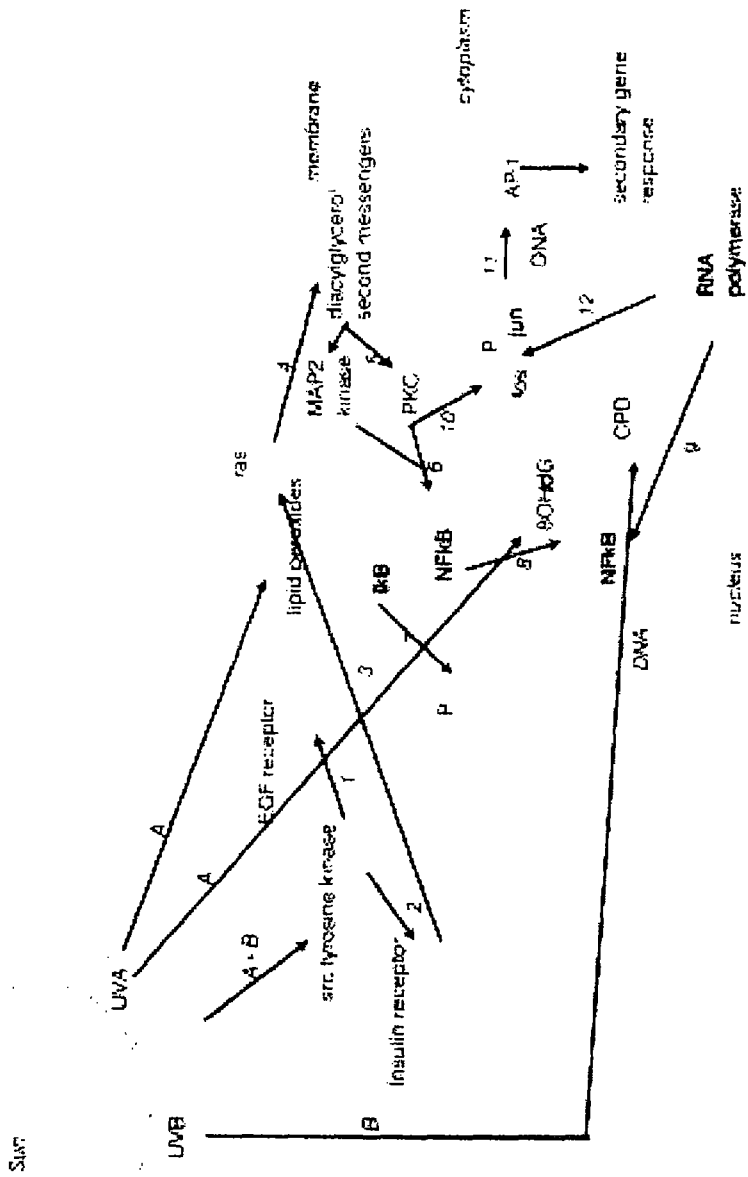 Sun
UVB
UVA
B
A + B
A
A
src tyrosine kinase
Insulin receptor
EGF receptor
1
2
3
lipid peroxides
ras
4
membrane
diacylglycerol
second messengers
MAP2
kinase
5
PKC
6
10
IkB
7
P
NFkB
8
8OHdG
NFkB
DNA
CPD
9
nucleus
P
jun
fos
11
DNA
AP-1
12
cytoplasm
secondary gene
response
RNA
polymerase